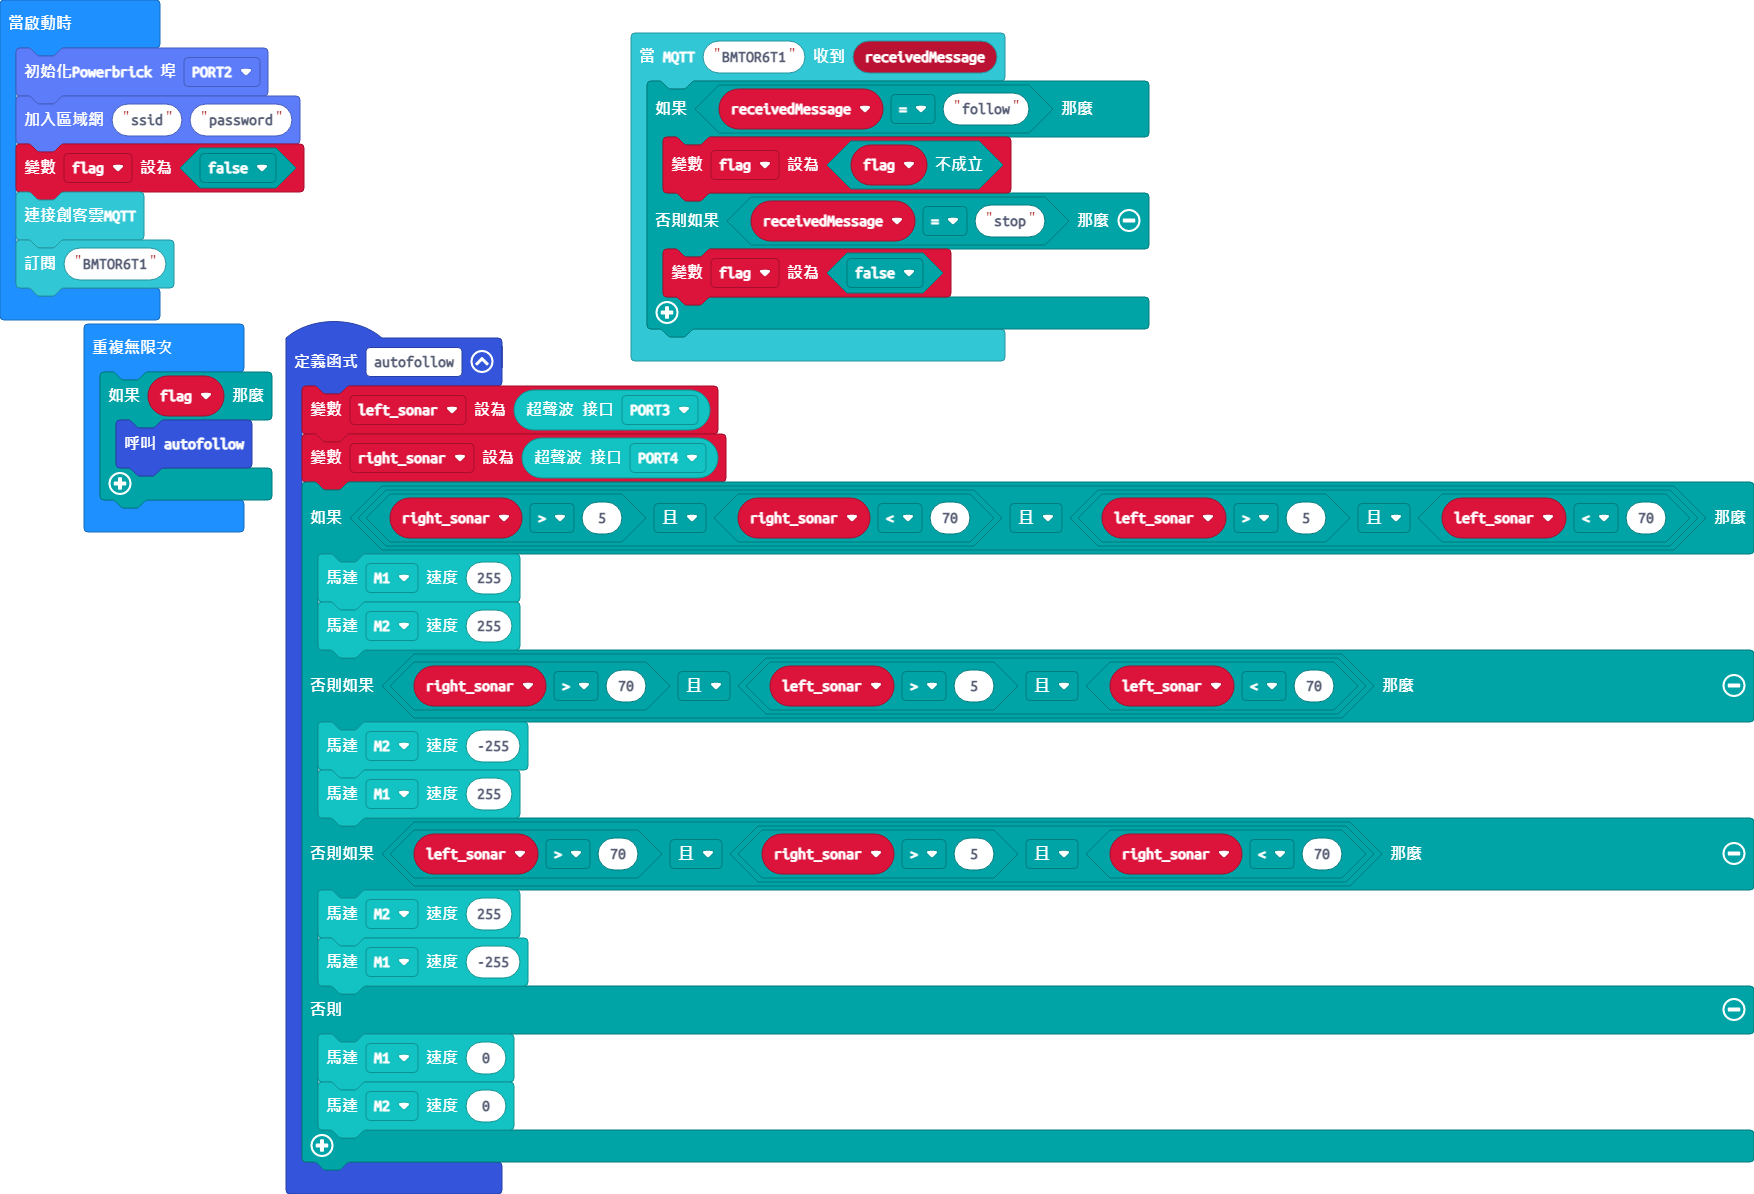 當啟動時
初始化Powerbrick 埠 PORT2
加入區域網 "ssid" "password"
變數 flag 設為 false
連接創客雲MQTT
訂閱 "BMTOR6T1"
當 MQTT "BMTOR6T1" 收到 receivedMessage
如果 receivedMessage = "follow" 那麼
變數 flag 設為 flag 不成立
否則如果 receivedMessage = "stop" 那麼
變數 flag 設為 false
重複無限次
如果 flag 那麼
呼叫 autofollow
定義函式 autofollow
變數 left_sonar 設為 超聲波 接口 PORT3
變數 right_sonar 設為 超聲波 接口 PORT4
如果 right_sonar > 5 且 right_sonar < 70 且 left_sonar > 5 且 left_sonar < 70 那麼
馬達 M1 速度 255
馬達 M2 速度 255
否則如果 right_sonar > 70 且 left_sonar > 5 且 left_sonar < 70 那麼
馬達 M2 速度 -255
馬達 M1 速度 255
否則如果 left_sonar > 70 且 right_sonar > 5 且 right_sonar < 70 那麼
馬達 M2 速度 255
馬達 M1 速度 -255
否則
馬達 M1 速度 0
馬達 M2 速度 0